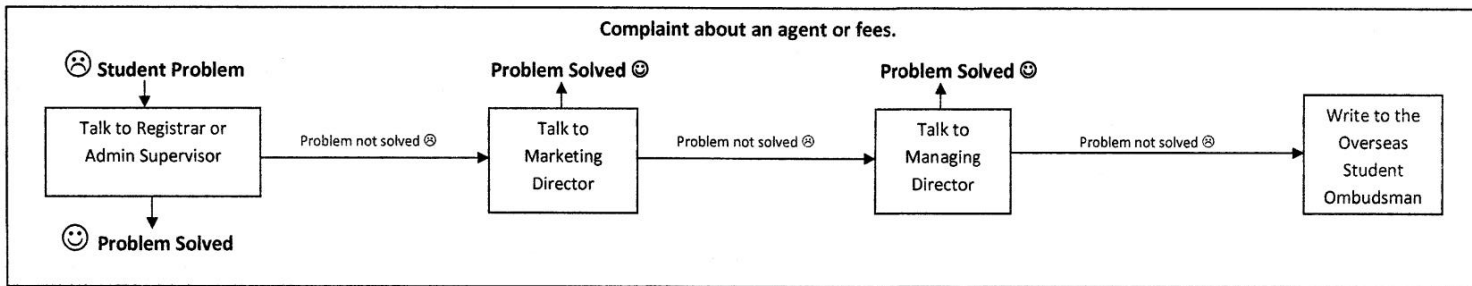 Complaint about an agent or fees.
☹ Student Problem
Talk to Registrar or
Admin Supervisor
☺ Problem Solved
Problem not solved ☹
Problem Solved ☺
Talk to
Marketing
Director
Problem not solved ☹
Problem Solved ☺
Talk to
Managing
Director
Problem not solved ☹
Write to the
Overseas
Student
Ombudsman